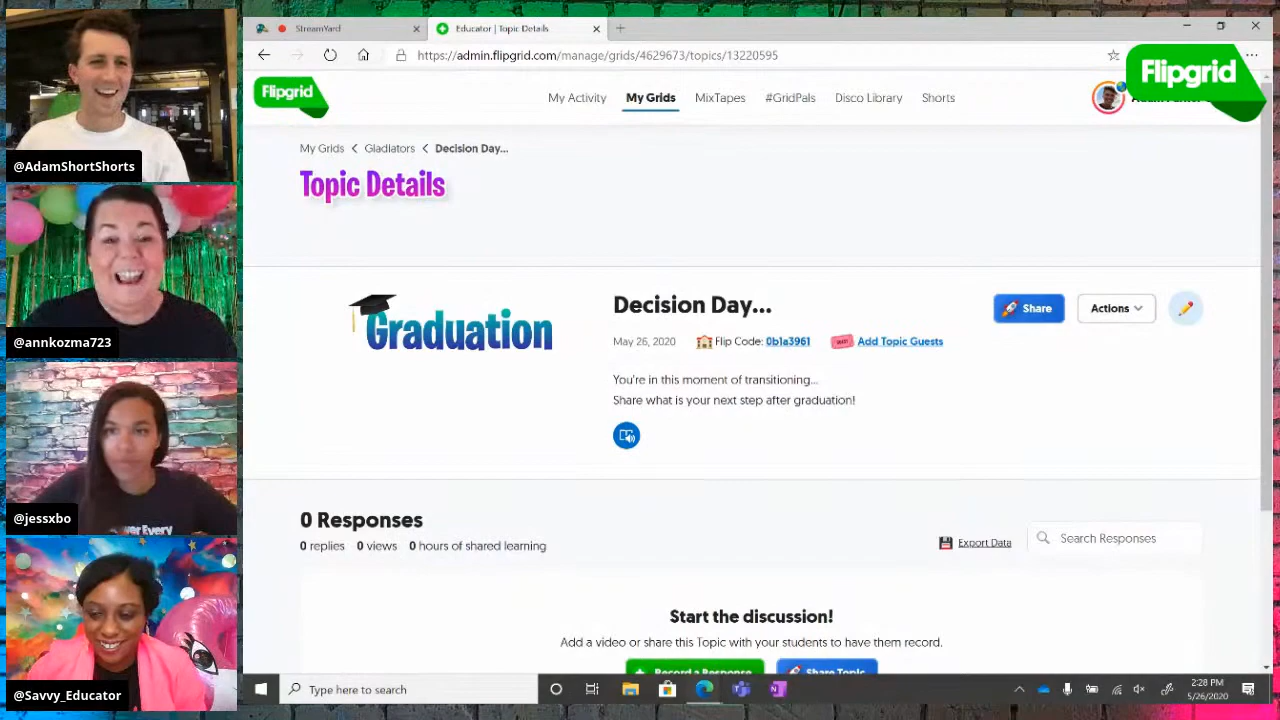 @AdamShortShorts
@annkozma723
@jessxbo
@Savvy_Educator
StreamYard
Educator | Topic Details
https://admin.flipgrid.com/manage/grids/4629673/topics/13220595
Flipgrid
My Activity My Grids MixTapes #GridPals Disco Library Shorts
Flipgrid
My Grids Gladiators Decision Day...
Topic Details
Graduation
Decision Day...
Share
Actions
May 26, 2020 Flip Code: 0b1a3961 Add Topic Guests
You're in this moment of transitioning...
Share what is your next step after graduation!
0 Responses
0 replies 0 views 0 hours of shared learning
Export Data
Search Responses
Start the discussion!
Add a video or share this Topic with your students to have them record.
Record a Response
Share Topic
Type here to search
2:28 PM
5/26/2020